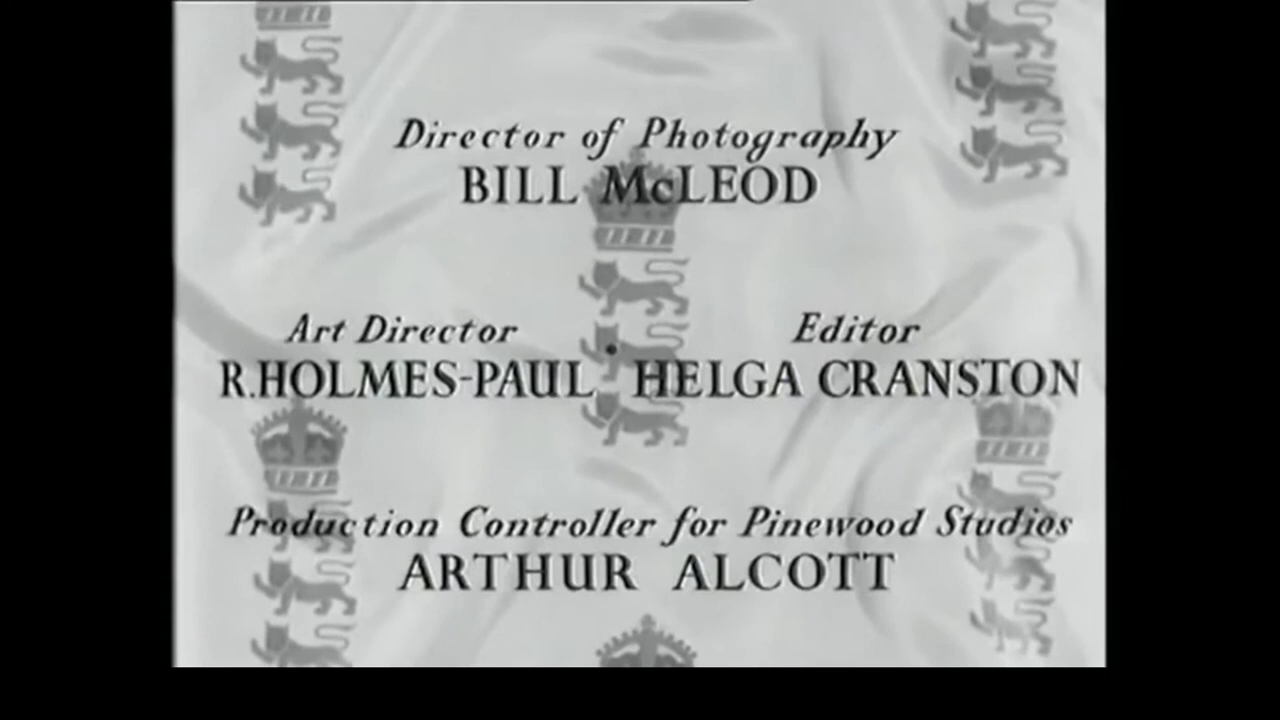 Director of Photography
BILL McLEOD
Art Director
R.HOLMES-PAUL
Editor
HELGA CRANSTON
Production Controller for Pinewood Studios
ARTHUR ALCOTT